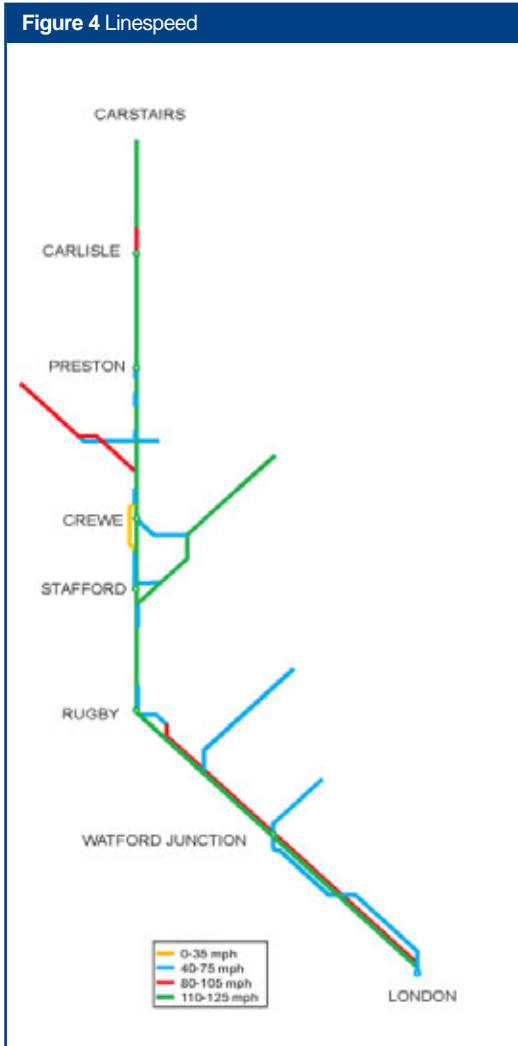 Figure 4 Linespeed
CARSTAIRS
CARLISLE
PRESTON
CREWE
STAFFORD
RUGBY
WATFORD JUNCTION
0-35 mph
40-75 mph
80-105 mph
110-125 mph
LONDON